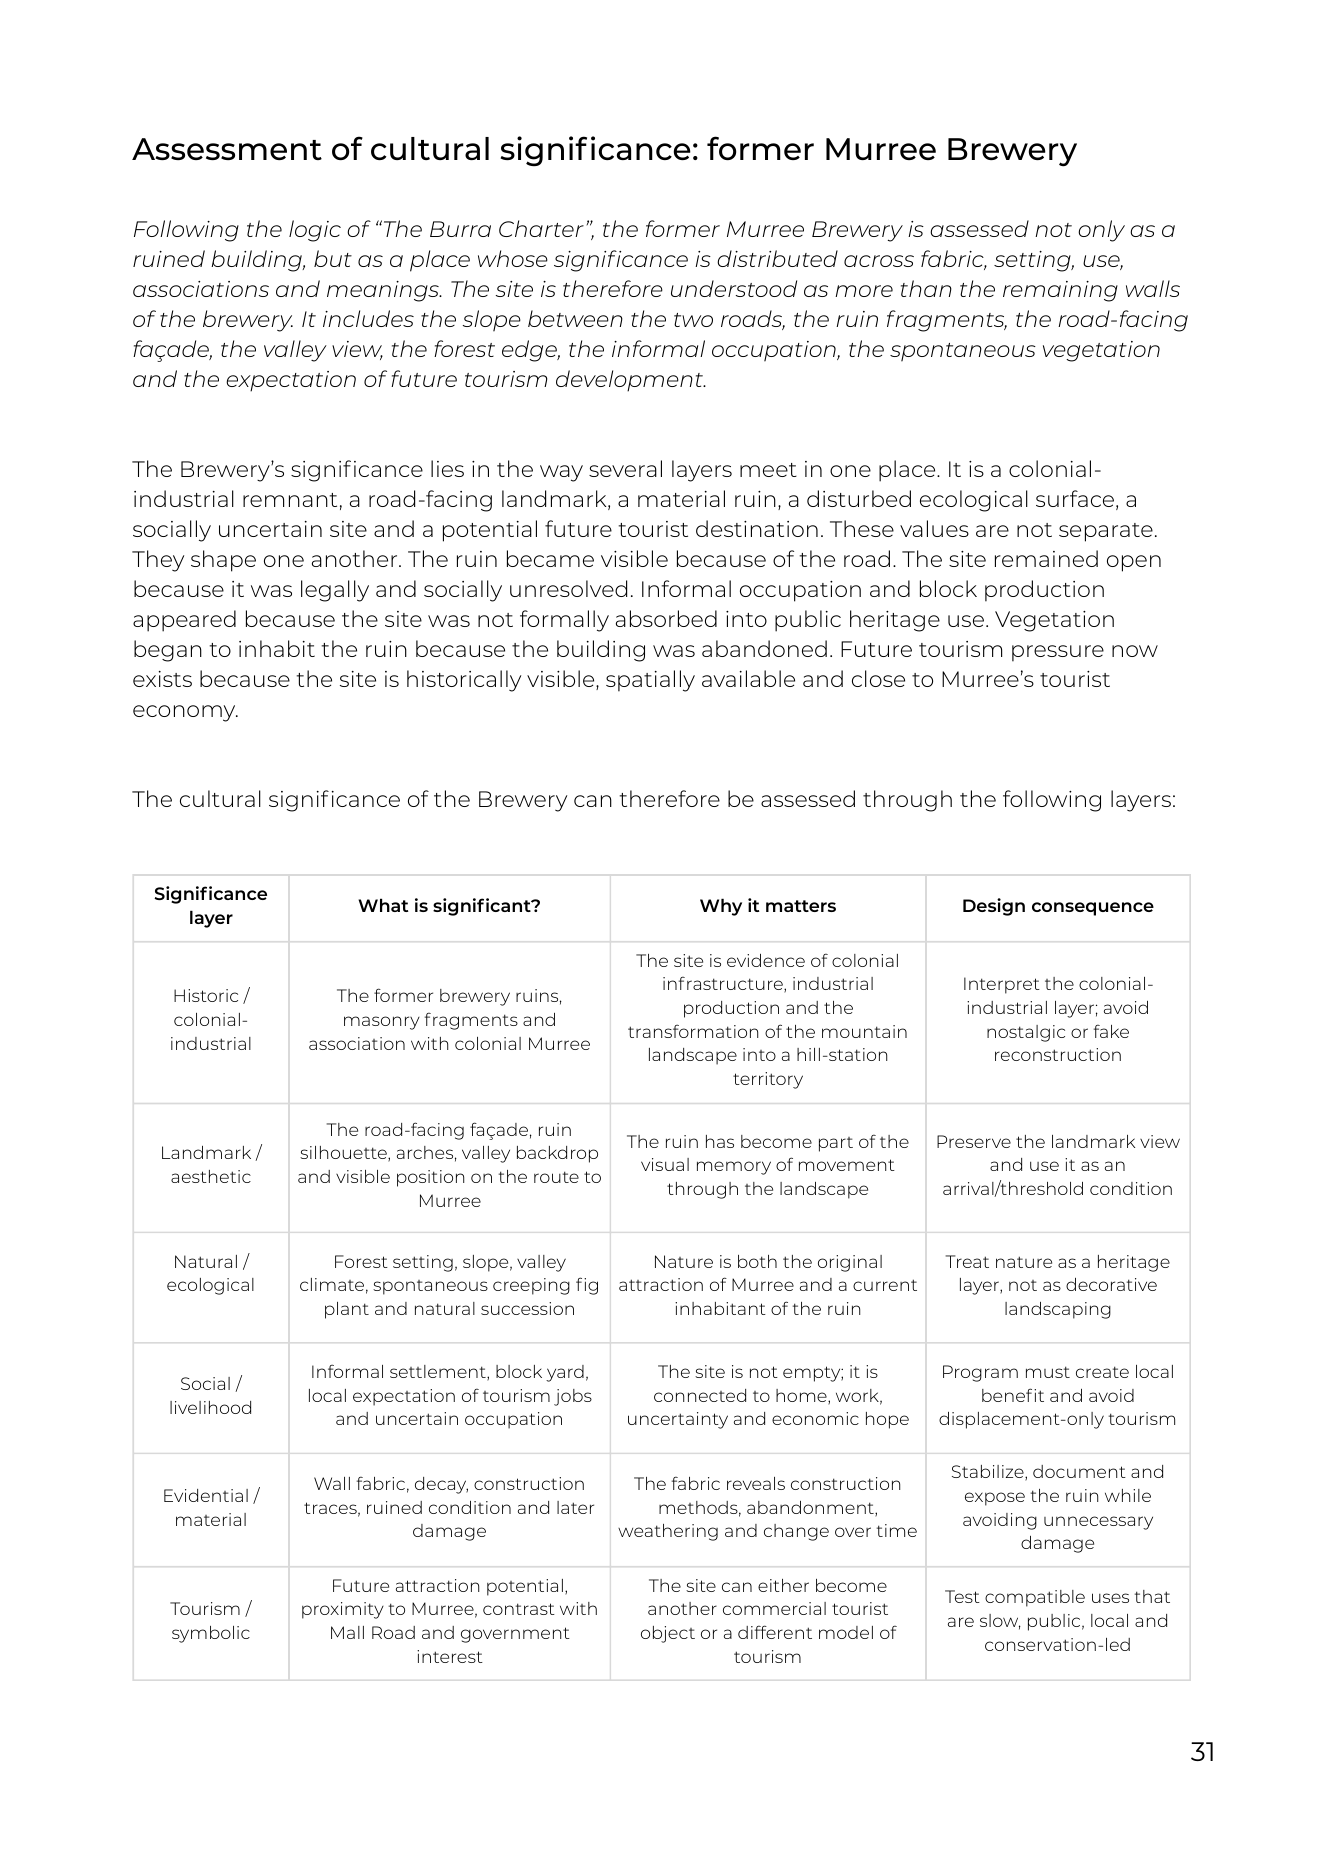 Assessment of cultural significance: former Murree Brewery
Following the logic of “The Burra Charter”, the former Murree Brewery is assessed not only as a
ruined building, but as a place whose significance is distributed across fabric, setting, use,
associations and meanings. The site is therefore understood as more than the remaining walls
of the brewery. It includes the slope between the two roads, the ruin fragments, the road-facing
façade, the valley view, the forest edge, the informal occupation, the spontaneous vegetation
and the expectation of future tourism development.
The Brewery’s significance lies in the way several layers meet in one place. It is a colonial-
industrial remnant, a road-facing landmark, a material ruin, a disturbed ecological surface, a
socially uncertain site and a potential future tourist destination. These values are not separate.
They shape one another. The ruin became visible because of the road. The site remained open
because it was legally and socially unresolved. Informal occupation and block production
appeared because the site was not formally absorbed into public heritage use. Vegetation
began to inhabit the ruin because the building was abandoned. Future tourism pressure now
exists because the site is historically visible, spatially available and close to Murree’s tourist
economy.
The cultural significance of the Brewery can therefore be assessed through the following layers:
Significance
layer
What is significant?
Why it matters
Design consequence
Historic /
colonial-
industrial
The former brewery ruins,
masonry fragments and
association with colonial Murree
The site is evidence of colonial
infrastructure, industrial
production and the
transformation of the mountain
landscape into a hill-station
territory
Interpret the colonial-
industrial layer; avoid
nostalgic or fake
reconstruction
Landmark /
aesthetic
The road-facing façade, ruin
silhouette, arches, valley backdrop
and visible position on the route to
Murree
The ruin has become part of the
visual memory of movement
through the landscape
Preserve the landmark view
and use it as an
arrival/threshold condition
Natural /
ecological
Forest setting, slope, valley
climate, spontaneous creeping fig
plant and natural succession
Nature is both the original
attraction of Murree and a current
inhabitant of the ruin
Treat nature as a heritage
layer, not as decorative
landscaping
Social /
livelihood
Informal settlement, block yard,
local expectation of tourism jobs
and uncertain occupation
The site is not empty; it is
connected to home, work,
uncertainty and economic hope
Program must create local
benefit and avoid
displacement-only tourism
Evidential /
material
Wall fabric, decay, construction
traces, ruined condition and later
damage
The fabric reveals construction
methods, abandonment,
weathering and change over time
Stabilize, document and
expose the ruin while
avoiding unnecessary
damage
Tourism /
symbolic
Future attraction potential,
proximity to Murree, contrast with
Mall Road and government
interest
The site can either become
another commercial tourist
object or a different model of
tourism
Test compatible uses that
are slow, public, local and
conservation-led
31